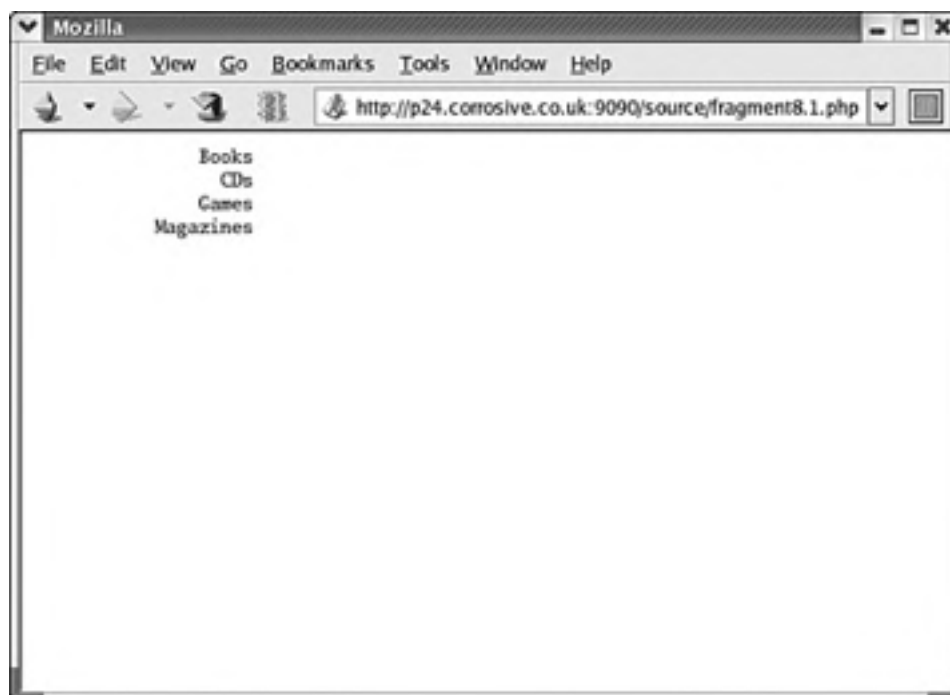 Mozilla
File Edit View Go Bookmarks Tools Window Help
http://p24.corrosive.co.uk:9090/source/fragment8.1.php
Books
CDs
Games
Magazines